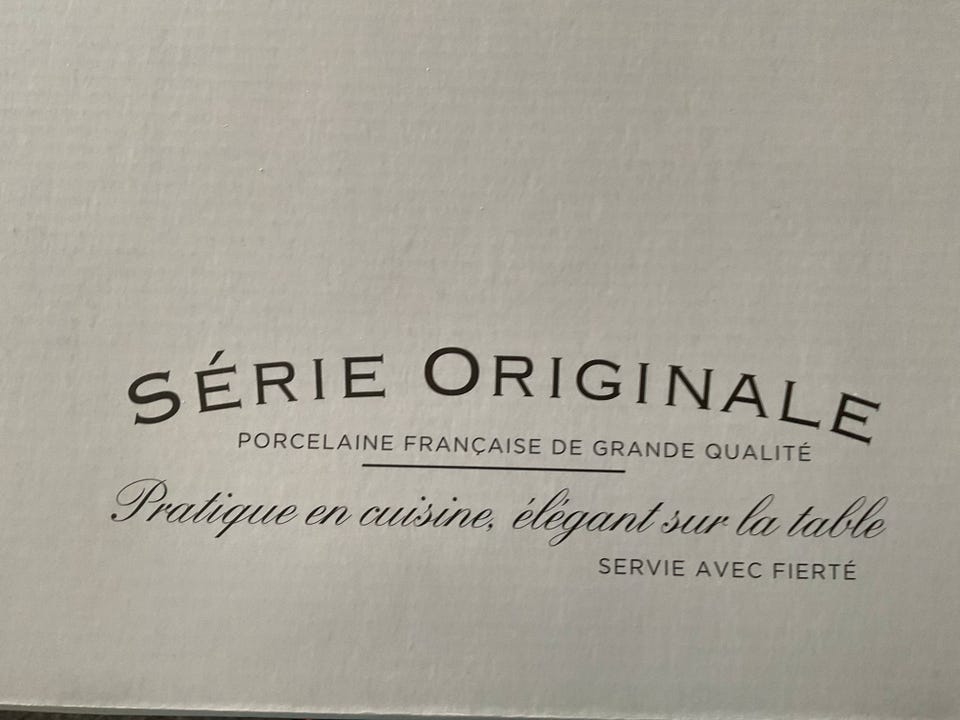 SÉRIE ORIGINALE
PORCELAINE FRANÇAISE DE GRANDE QUALITÉ
Pratique en cuisine, élégant sur la table
SERVIE AVEC FIERTÉ